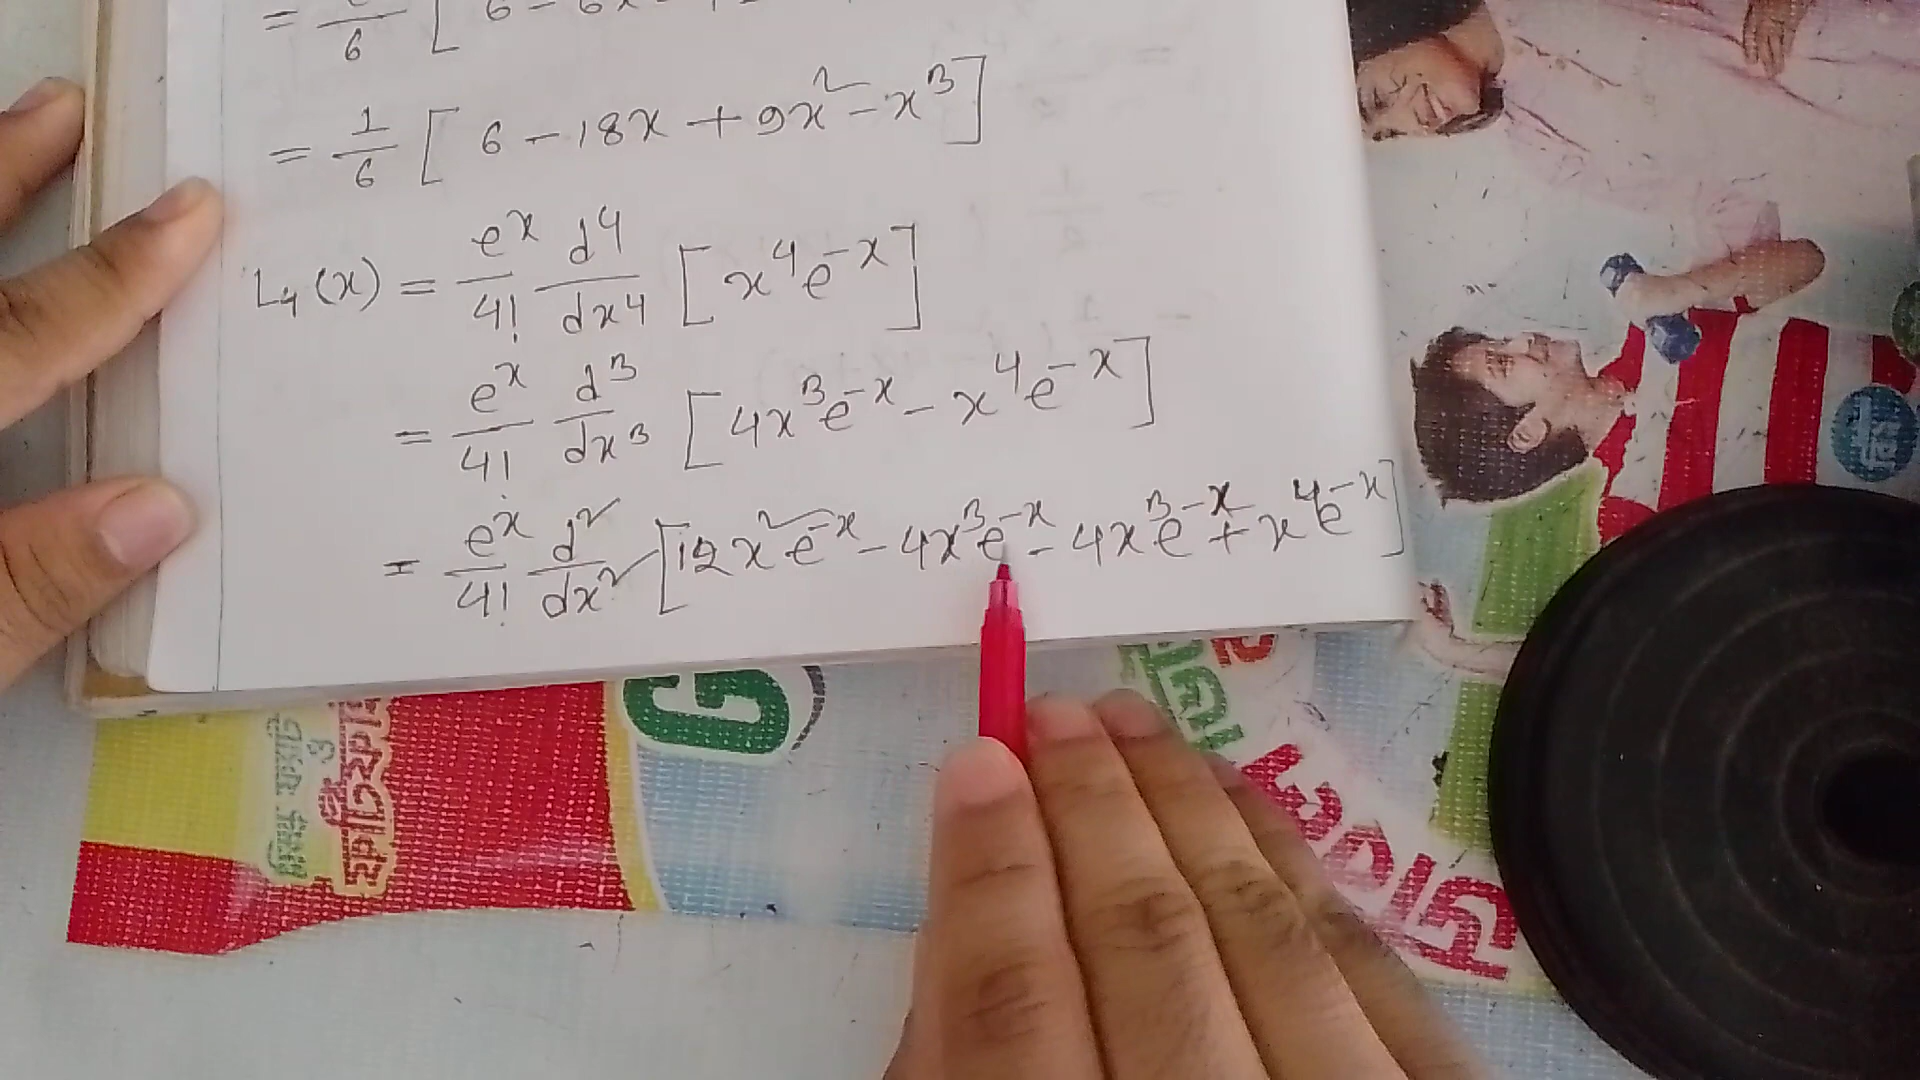 = 1/6 [ 6 - 18x + 9x² - x³ ]
L₄(x) = eˣ/4! d⁴/dx⁴ [ x⁴e⁻ˣ ]
= eˣ/4! d³/dx³ [ 4x³e⁻ˣ - x⁴e⁻ˣ ]
= eˣ/4! d²/dx² [ 12x²e⁻ˣ - 4x³e⁻ˣ - 4x³e⁻ˣ + x⁴e⁻ˣ ]
G
ও